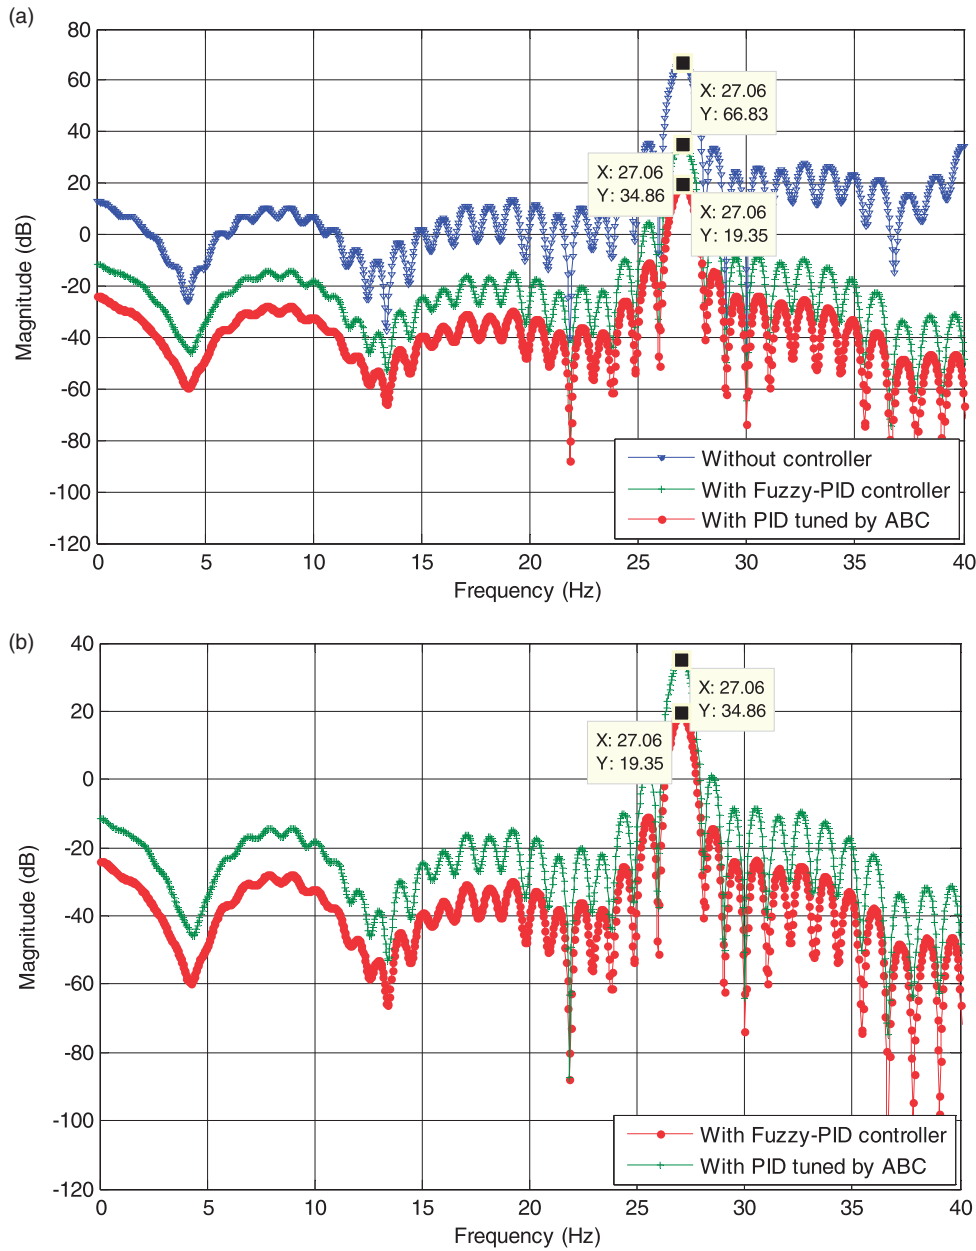 (a)
80
60
40
20
0
-20
-40
-60
-80
-100
-120
Magnitude (dB)
X: 27.06
Y: 66.83
X: 27.06
Y: 34.86
X: 27.06
Y: 19.35
Without controller
With Fuzzy-PID controller
With PID tuned by ABC
0 5 10 15 20 25 30 35 40
Frequency (Hz)
(b)
40
20
0
-20
-40
-60
-80
-100
-120
Magnitude (dB)
X: 27.06
Y: 34.86
X: 27.06
Y: 19.35
With Fuzzy-PID controller
With PID tuned by ABC
0 5 10 15 20 25 30 35 40
Frequency (Hz)